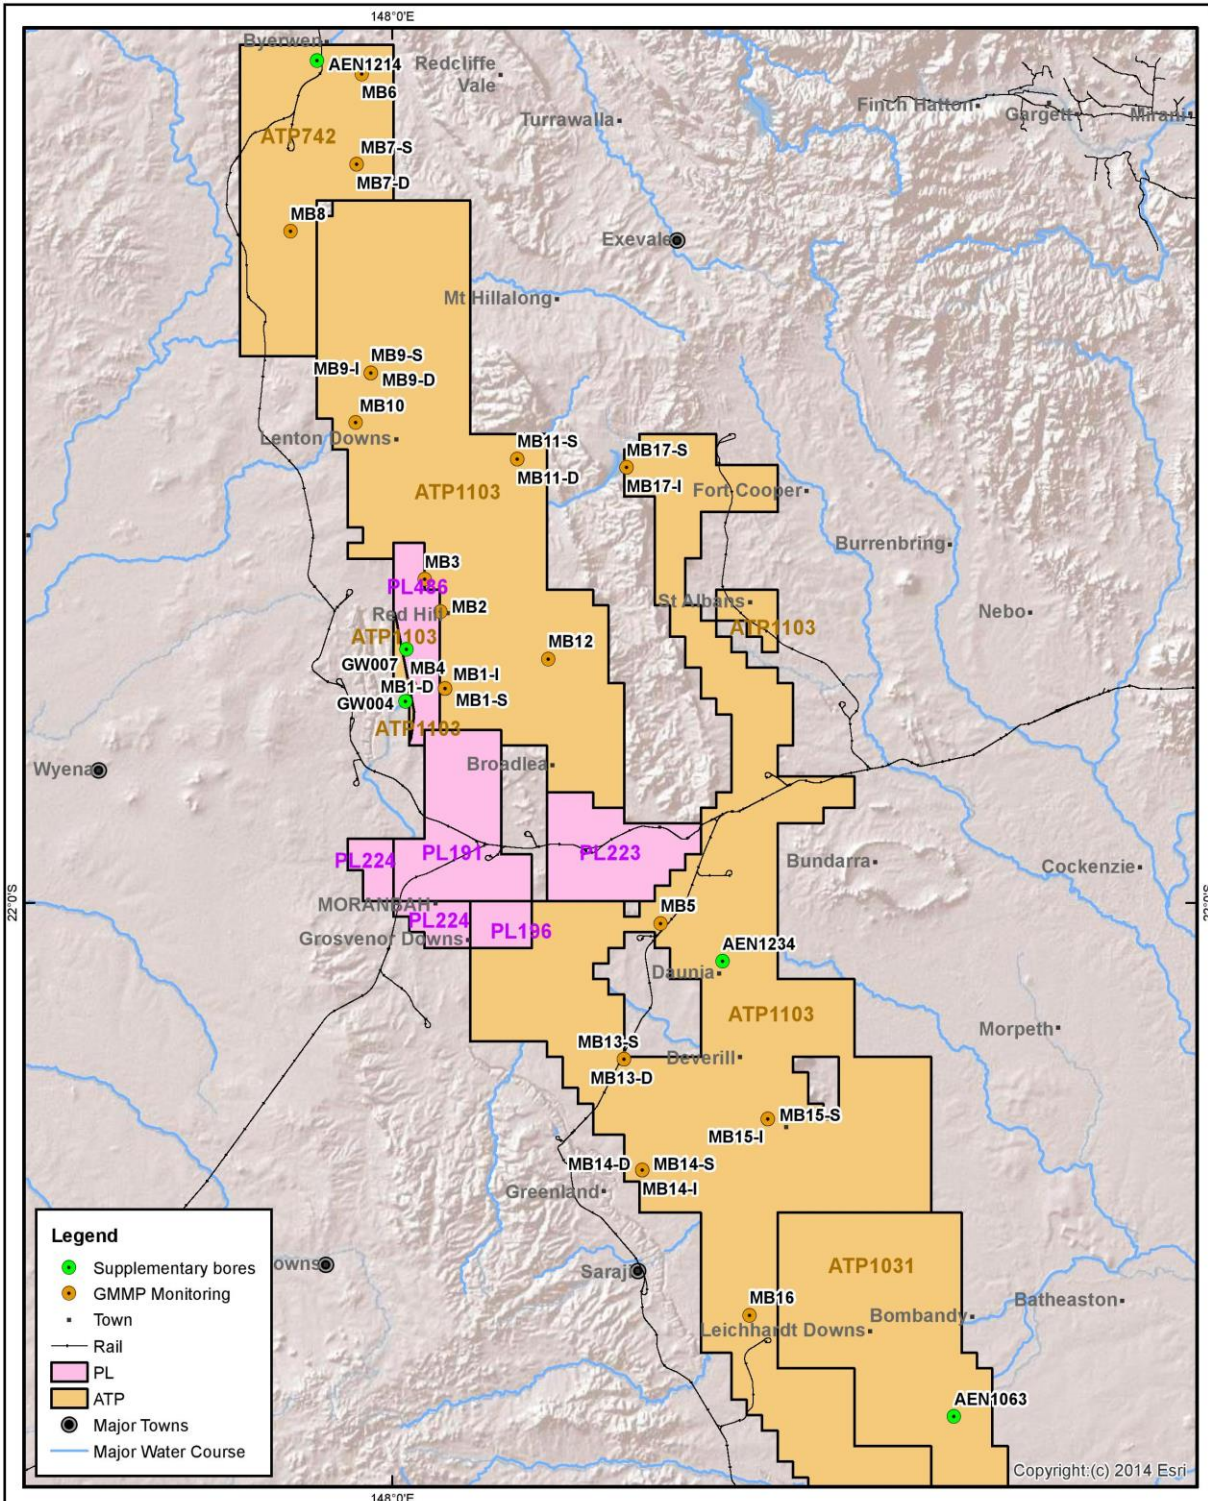 148°0'E
Byerwen
AEN1214
MB6
Redcliffe
Vale
Turrawalla
Finch Hatton
Gargett
Mirani
ATP742
MB7-S
MB7-D
MB8
Exevale
Mt Hillalong
MB9-S
MB9-I
MB9-D
MB10
Lenton Downs
MB11-S
MB11-D
MB17-S
MB17-I
ATP1103
Fort Cooper
Burrenbring
MB3
PL486
Red Hill
MB2
St Albans
Nebo
ATP1103
ATP1103
MB12
GW007
MB4
MB1-I
MB1-D
MB1-S
GW004
ATP1103
Wyena
Broadlea
PL224
PL191
PL223
Bundarra
Cockenzie
22°0'S
22°0'S
MORANBAH
PL224
PL196
MB5
Grosvenor Downs
AEN1234
Daunia
ATP1103
Morpeth
MB13-S
MB13-D
Deverill
MB15-S
MB15-I
MB14-D
MB14-S
MB14-I
Greenland
Legend
Supplementary bores
GMMP Monitoring
Town
Rail
PL
ATP
Major Towns
Major Water Course
owns
Saraji
ATP1031
MB16
Bombandy
Batheaston
Leichhardt Downs
AEN1063
Copyright:(c) 2014 Esri
148°0'E